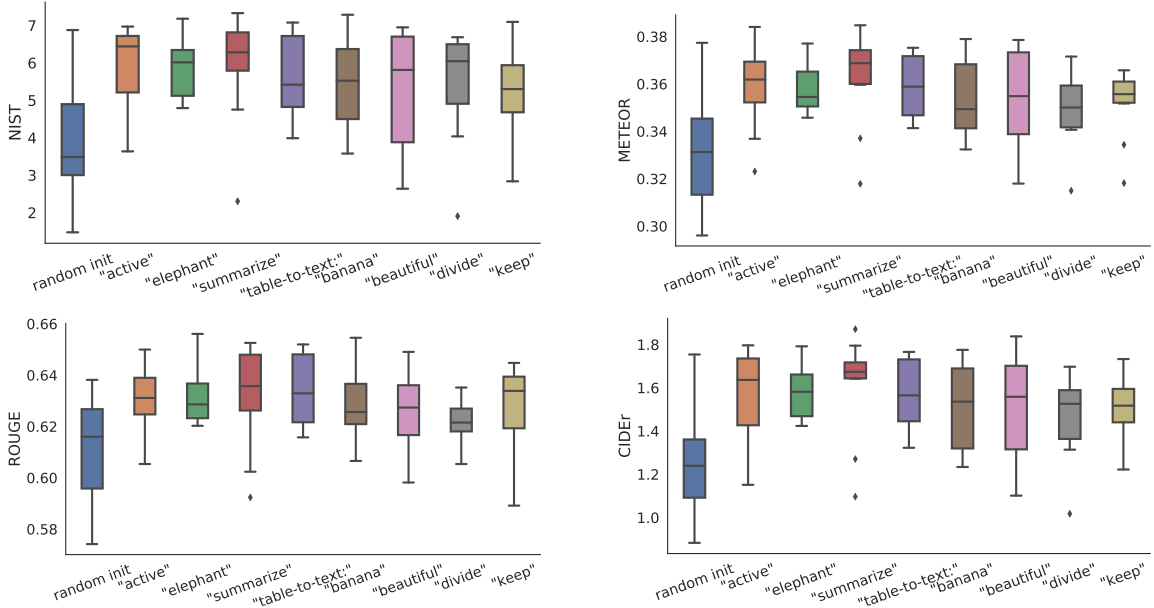 7
6
5
4
3
2
NIST
random init
"active"
"elephant"
"summarize"
"table-to-text:"
"banana"
"beautiful"
"divide"
"keep"
0.38
0.36
0.34
0.32
0.30
METEOR
random init
"active"
"elephant"
"summarize"
"table-to-text:"
"banana"
"beautiful"
"divide"
"keep"
0.66
0.64
0.62
0.60
0.58
ROUGE
random init
"active"
"elephant"
"summarize"
"table-to-text:"
"banana"
"beautiful"
"divide"
"keep"
1.8
1.6
1.4
1.2
1.0
CIDEr
random init
"active"
"elephant"
"summarize"
"table-to-text:"
"banana"
"beautiful"
"divide"
"keep"